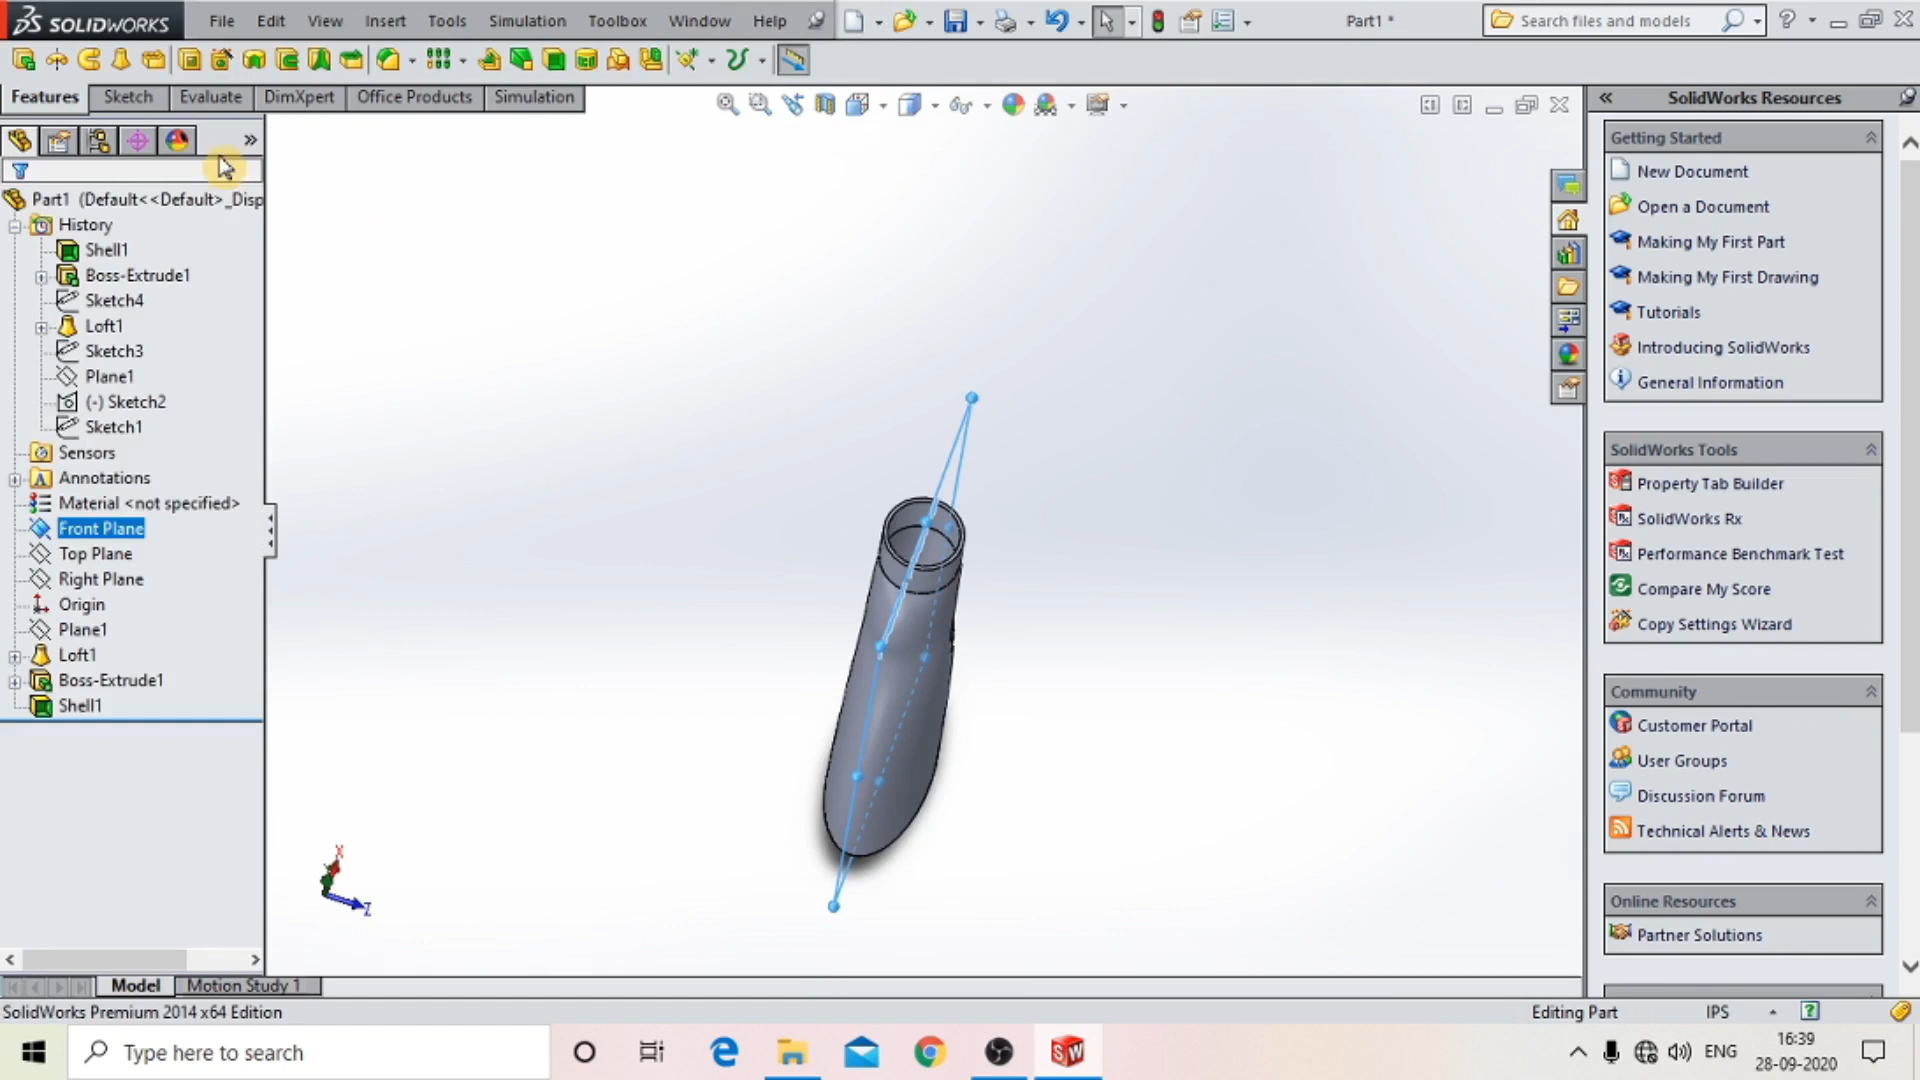 SOLIDWORKS File Edit View Insert Tools Simulation Toolbox Window Help Part1 * Search files and models
Features Sketch Evaluate DimXpert Office Products Simulation
Part1 (Default<<Default>_Disp
History
Shell1
Boss-Extrude1
Sketch4
Loft1
Sketch3
Plane1
(-) Sketch2
Sketch1
Sensors
Annotations
Material <not specified>
Front Plane
Top Plane
Right Plane
Origin
Plane1
Loft1
Boss-Extrude1
Shell1
X
Z
SolidWorks Resources
Getting Started
New Document
Open a Document
Making My First Part
Making My First Drawing
Tutorials
Introducing SolidWorks
General Information
SolidWorks Tools
Property Tab Builder
SolidWorks Rx
Performance Benchmark Test
Compare My Score
Copy Settings Wizard
Community
Customer Portal
User Groups
Discussion Forum
Technical Alerts & News
Online Resources
Partner Solutions
Model Motion Study 1
SolidWorks Premium 2014 x64 Edition Editing Part IPS
Type here to search
ENG
16:39
28-09-2020